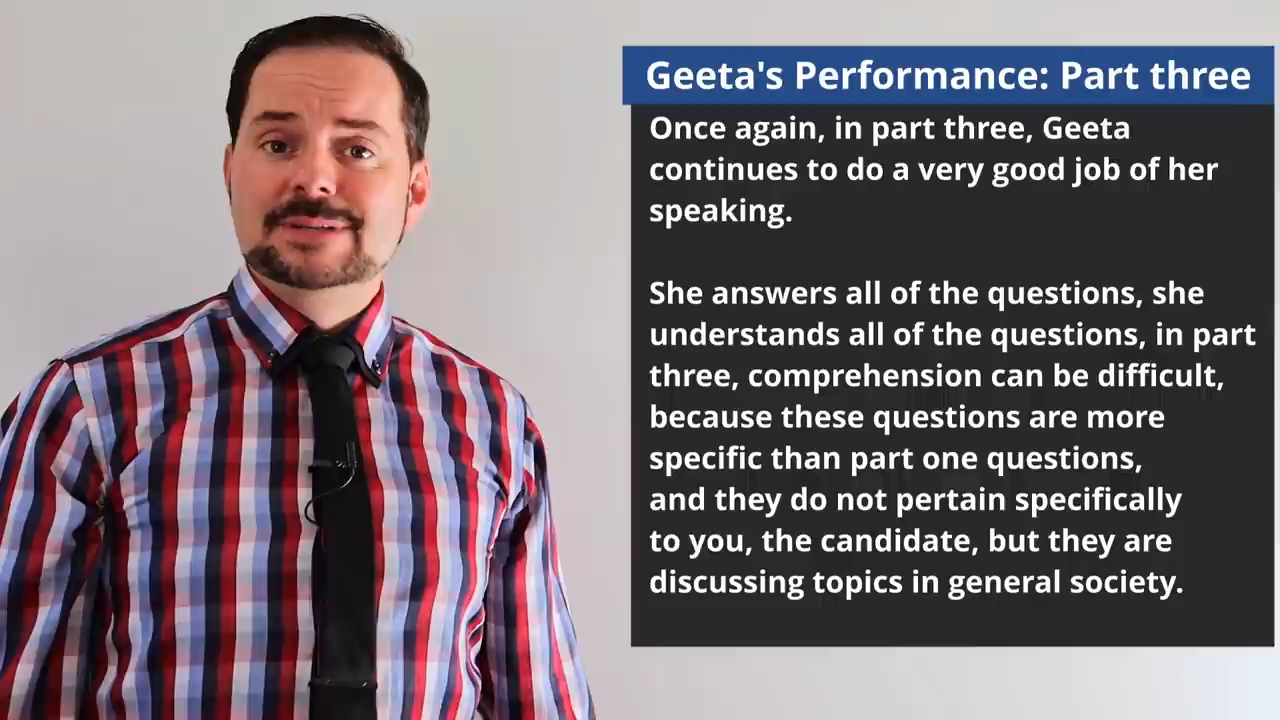 Geeta's Performance: Part three
Once again, in part three, Geeta
continues to do a very good job of her
speaking.
She answers all of the questions, she
understands all of the questions, in part
three, comprehension can be difficult,
because these questions are more
specific than part one questions,
and they do not pertain specifically
to you, the candidate, but they are
discussing topics in general society.